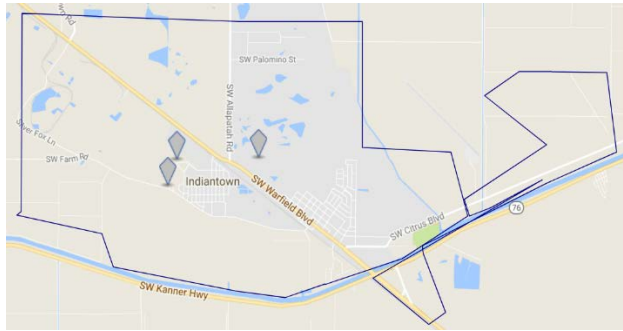 SW Palomino St
SW Allapattah Rd
Silver Fox Ln
SW Farm Rd
Indiantown
SW Warfield Blvd
SW Citrus Blvd
76
SW Kanner Hwy